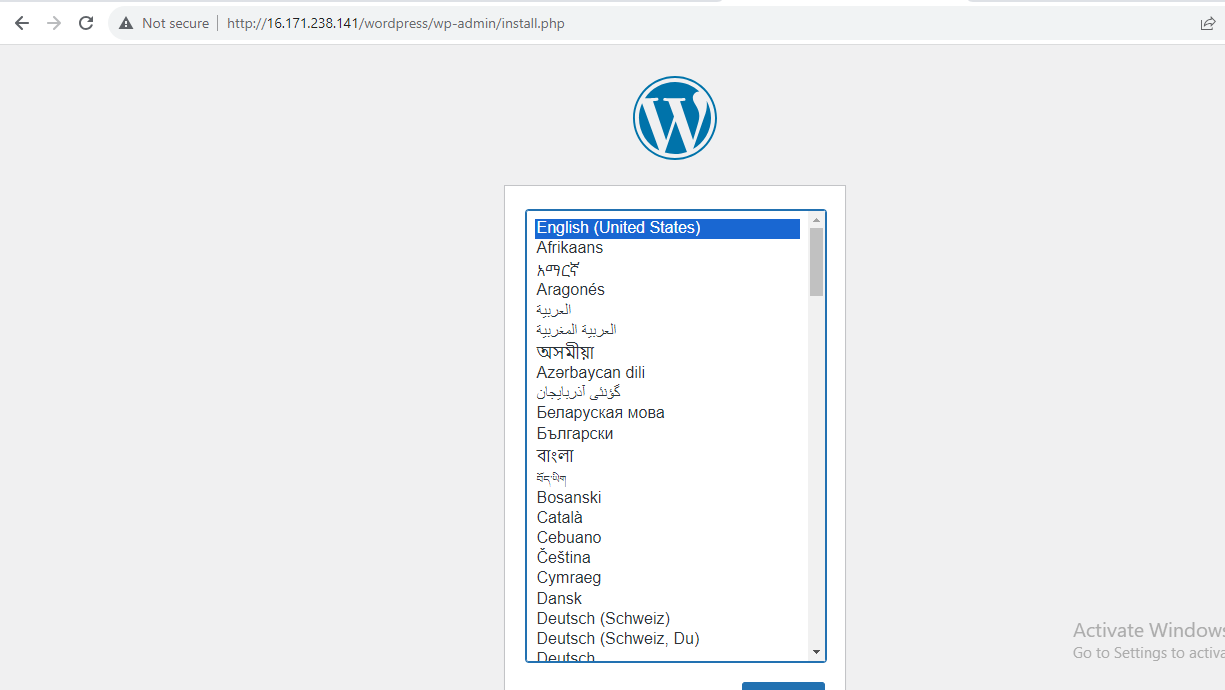 Not secure | http://16.171.238.141/wordpress/wp-admin/install.php
English (United States)
Afrikaans
አማርኛ
Aragonés
العربية
العربية المغربية
অসমীয়া
Azərbaycan dili
گؤنئی آذربایجان
Беларуская мова
Български
বাংলা
བོད་ཡིག
Bosanski
Català
Cebuano
Čeština
Cymraeg
Dansk
Deutsch (Schweiz)
Deutsch (Schweiz, Du)
Deutsch
Activate Windows
Go to Settings to activa